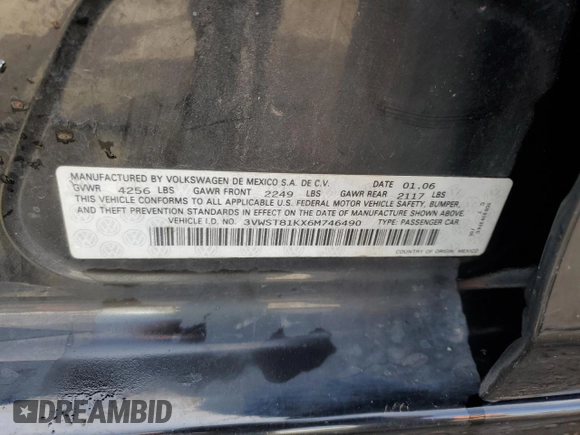 MANUFACTURED BY VOLKSWAGEN DE MEXICO S.A. DE C.V. DATE 01.06
GVWR 4256 LBS GAWR FRONT 2249 LBS GAWR REAR 2117 LBS
THIS VEHICLE CONFORMS TO ALL APPLICABLE U.S. FEDERAL MOTOR VEHICLE SAFETY, BUMPER,
AND THEFT PREVENTION STANDARDS IN EFFECT ON THE DATE OF MANUFACTURE SHOWN ABOVE.
VEHICLE I.D. NO. 3VWST81KX6M746490 TYPE: PASSENGER CAR
COUNTRY OF ORIGIN: MEX
DREAMBID